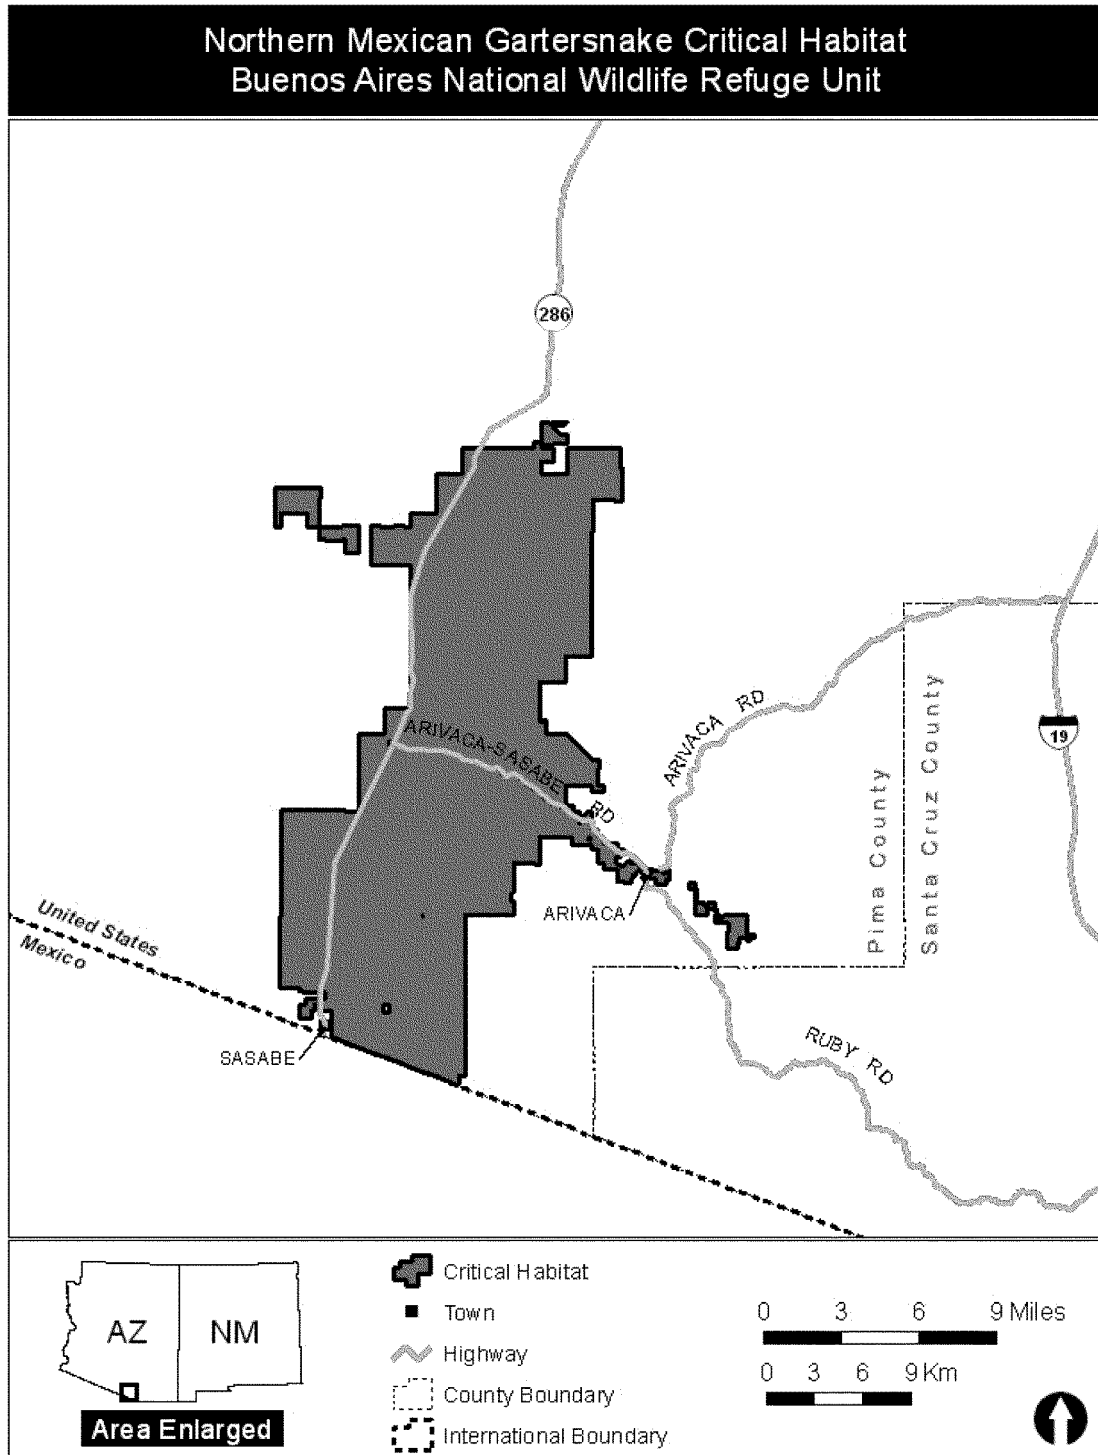 Northern Mexican Gartersnake Critical Habitat
Buenos Aires National Wildlife Refuge Unit
286
ARIVACA RD
19
ARIVACA-SASABE RD
Pima County
Santa Cruz County
ARIVACA
United States
Mexico
SASABE
RUBY RD
AZ
NM
Area Enlarged
Critical Habitat
Town
Highway
County Boundary
International Boundary
0 3 6 9 Miles
0 3 6 9 Km